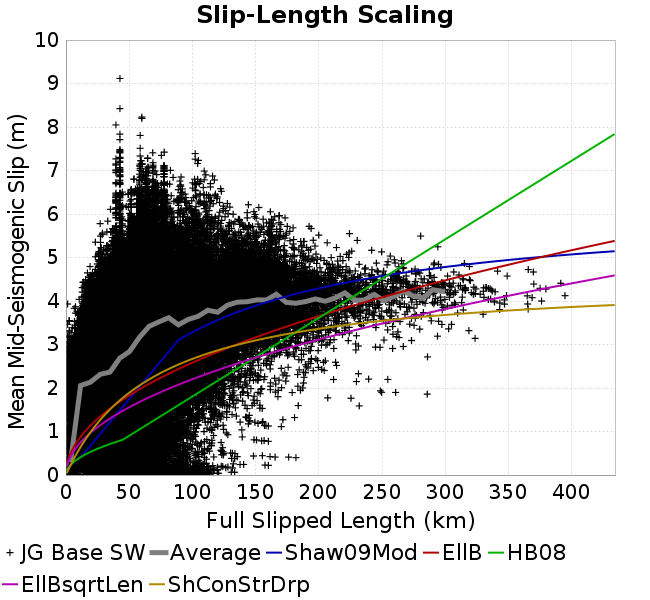 Slip-Length Scaling
Mean Mid-Seismogenic Slip (m)
10
9
8
7
6
5
4
3
2
1
0
0 50 100 150 200 250 300 350 400
Full Slipped Length (km)
JG Base SW Average Shaw09Mod EllB HB08
EllBsqrtLen ShConStrDrp